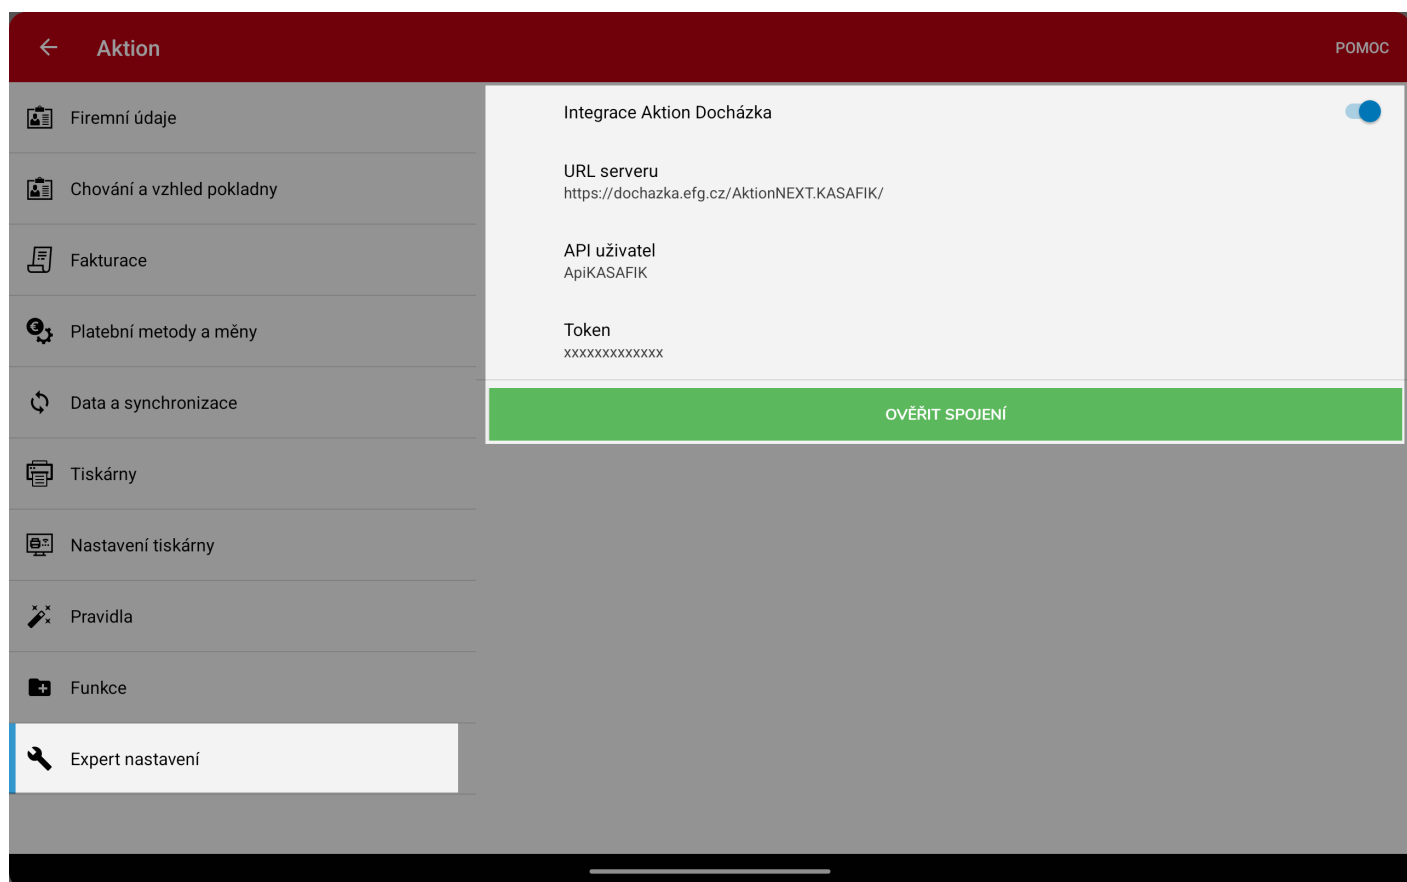 Aktion
POMOC
Firemní údaje
Chování a vzhled pokladny
Fakturace
Platební metody a měny
Data a synchronizace
Tiskárny
Nastavení tiskárny
Pravidla
Funkce
Expert nastavení
Integrace Aktion Docházka
URL serveru
https://dochazka.efg.cz/AktionNEXT.KASAFIK/
API uživatel
ApiKASAFIK
Token
xxxxxxxxxxxxx
OVĚŘIT SPOJENÍ